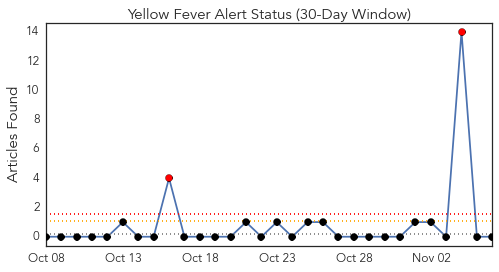 Yellow Fever Alert Status (30-Day Window)
Articles Found
14
12
10
8
6
4
2
0
Oct 08 Oct 13 Oct 18 Oct 23 Oct 28 Nov 02